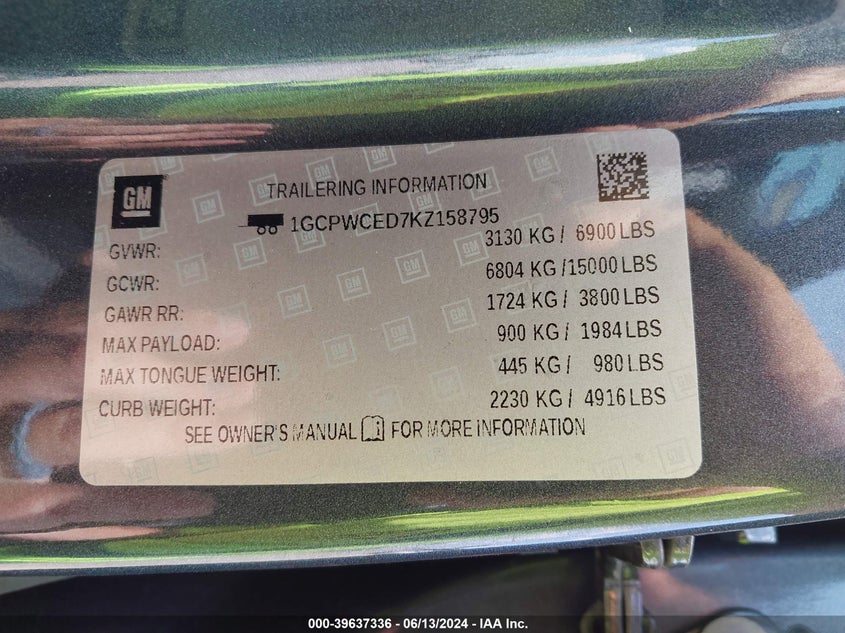 GM
TRAILERING INFORMATION
1GCPWCED7KZ158795
GVWR: 3130 KG / 6900 LBS
GCWR: 6804 KG / 15000 LBS
GAWR RR: 1724 KG / 3800 LBS
MAX PAYLOAD: 900 KG / 1984 LBS
MAX TONGUE WEIGHT: 445 KG / 980 LBS
CURB WEIGHT: 2230 KG / 4916 LBS
SEE OWNER'S MANUAL FOR MORE INFORMATION
000-39637336 - 06/13/2024 - IAA Inc.